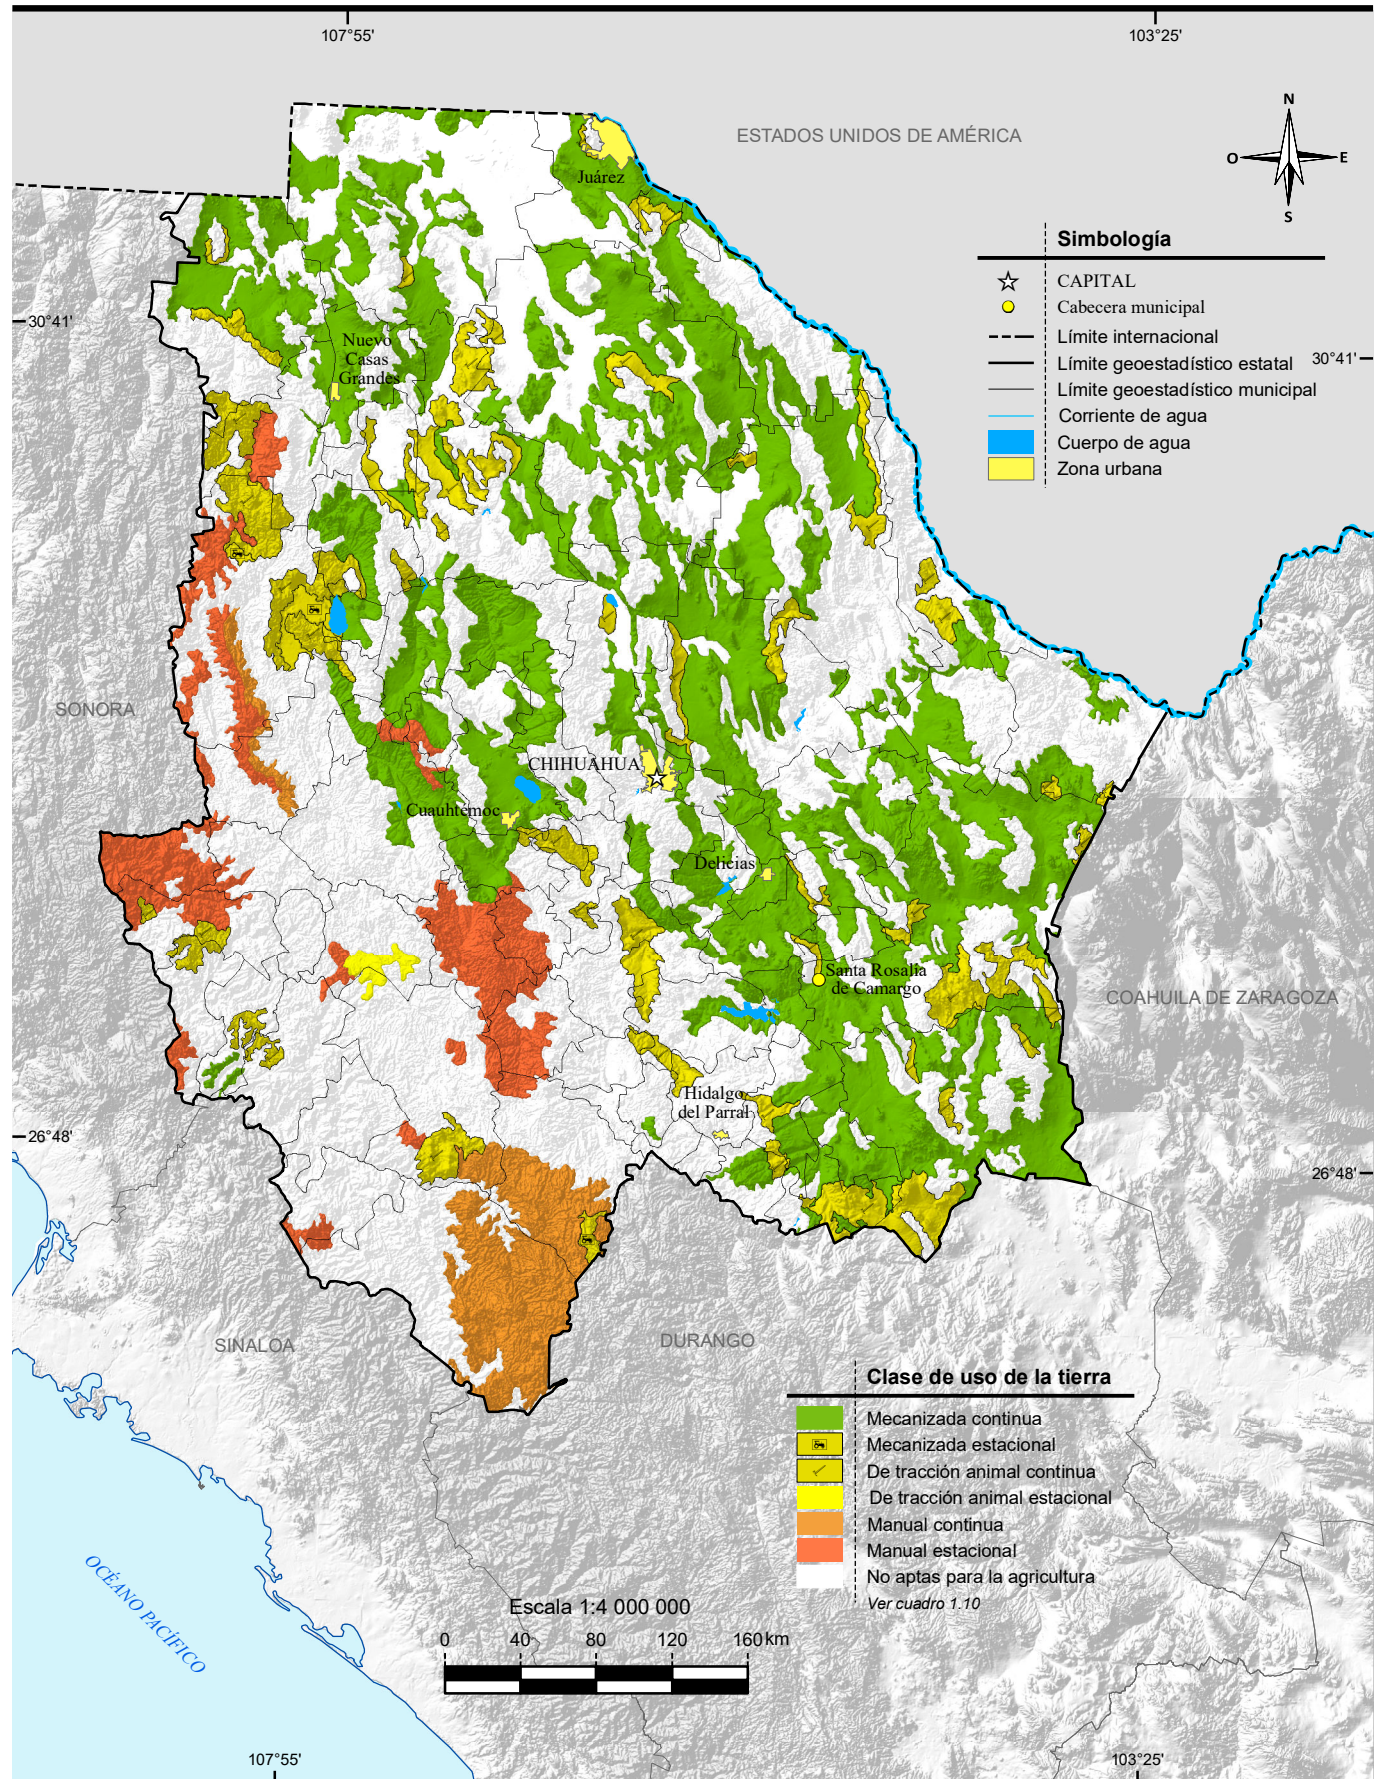 107°55'
103°25'
ESTADOS UNIDOS DE AMÉRICA
N
O
E
S
Juárez
Simbología
CAPITAL
Cabecera municipal
Límite internacional
Límite geoestadístico estatal
Límite geoestadístico municipal
Corriente de agua
Cuerpo de agua
Zona urbana
30°41'
30°41'
Nuevo
Casas
Grandes
SONORA
CHIHUAHUA
Cuauhtémoc
Delicias
Santa Rosalía
de Camargo
COAHUILA DE ZARAGOZA
Hidalgo
del Parral
26°48'
26°48'
SINALOA
DURANGO
Clase de uso de la tierra
Mecanizada continua
Mecanizada estacional
De tracción animal continua
De tracción animal estacional
Manual continua
Manual estacional
No aptas para la agricultura
Ver cuadro 1.10
OCÉANO PACÍFICO
Escala 1:4 000 000
0 40 80 120 160 km
107°55'
103°25'